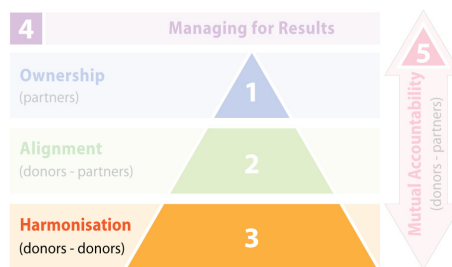 4
Managing for Results
Ownership
(partners)
1
Alignment
(donors - partners)
2
Harmonisation
(donors - donors)
3
5
Mutual Accountability
(donors - partners)